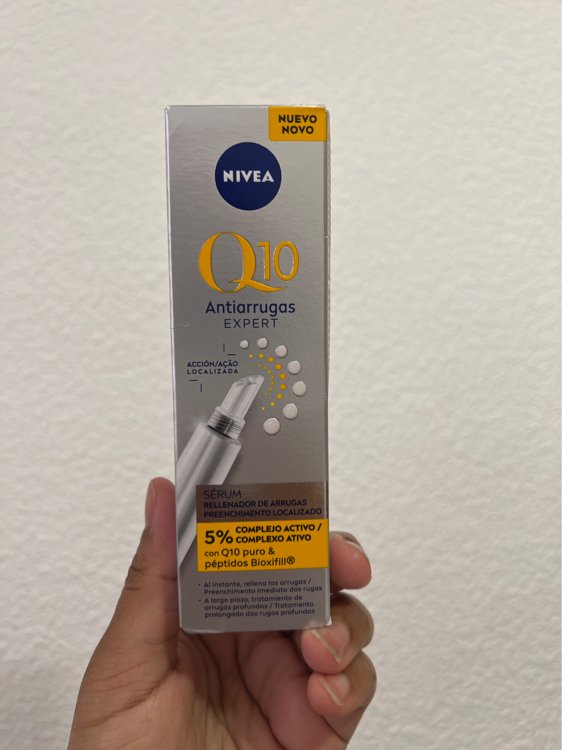 NUEVO
NOVO
NIVEA
Q10
Antiarrugas
EXPERT
ACCIÓN/AÇÃO
LOCALIZADA
SÉRUM
RELLENADOR DE ARRUGAS
PREENCHIMENTO LOCALIZADO
5% COMPLEJO ACTIVO/
COMPLEXO ATIVO
con Q10 puro &
péptidos Bioxifill®
• Al instante, rellena las arrugas /
Preenchimento imediato das rugas
• A largo plazo, tratamiento de
arrugas profundas / Tratamento
prolongado das rugas profundas